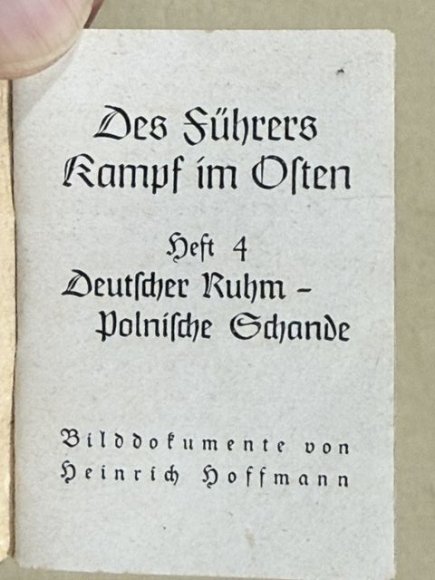 Des Führers
Kampf im Oſten
Heft 4
Deutſcher Ruhm –
Polniſche Schande
Bilddokumente von
Heinrich Hoffmann